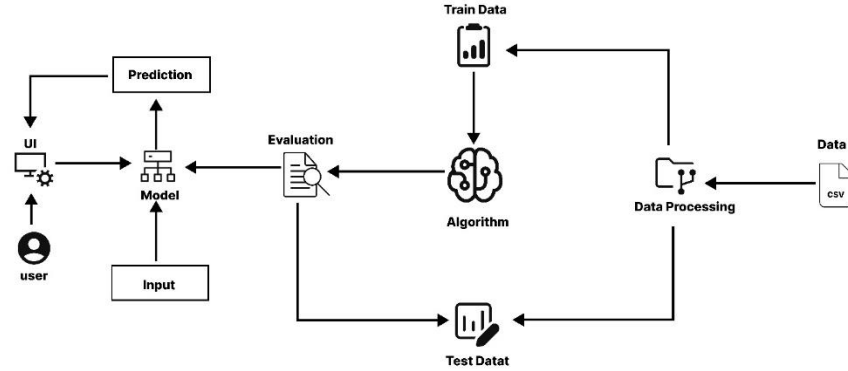 Train Data
Prediction
UI
Evaluation
Data
csv
Model
Algorithm
Data Processing
user
Input
Test Datat